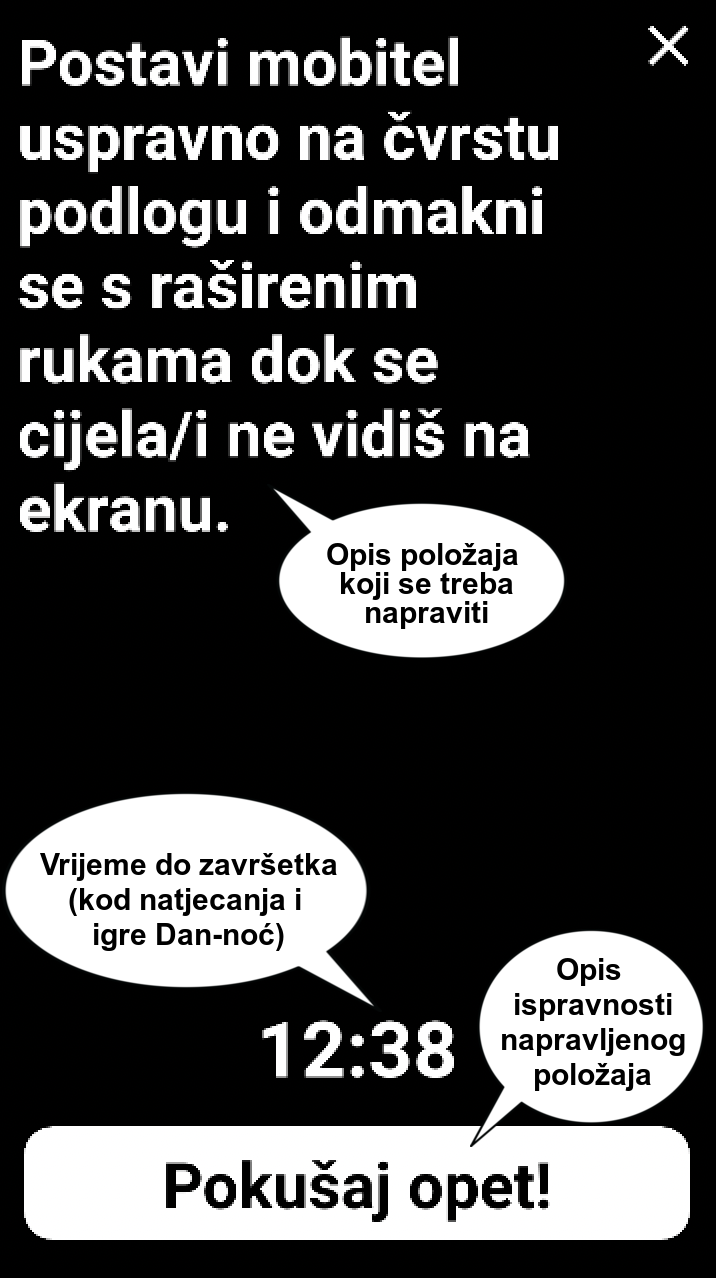 Postavi mobitel
uspravno na čvrstu
podlogu i odmakni
se s raširenim
rukama dok se
cijela/i ne vidiš na
ekranu.
Opis položaja
koji se treba
napraviti
Vrijeme do završetka
(kod natjecanja i
igre Dan-noć)
Opis
ispravnosti
napravljenog
položaja
12:38
Pokušaj opet!